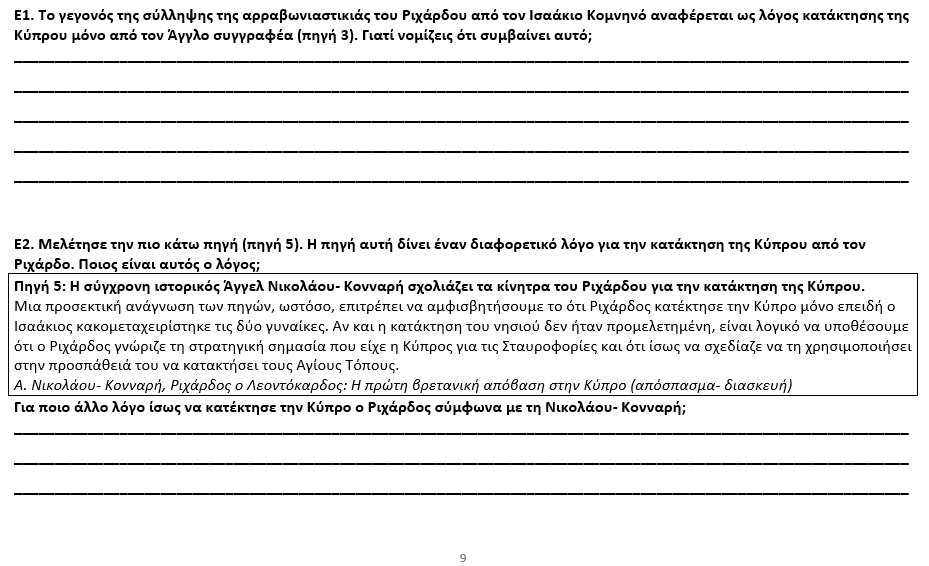 Ε1. Το γεγονός της σύλληψης της αρραβωνιαστικιάς του Ριχάρδου από τον Ισαάκιο Κομνηνό αναφέρεται ως λόγος κατάκτησης της
Κύπρου μόνο από τον Άγγλο συγγραφέα (πηγή 3). Γιατί νομίζεις ότι συμβαίνει αυτό;
Ε2. Μελέτησε την πιο κάτω πηγή (πηγή 5). Η πηγή αυτή δίνει έναν διαφορετικό λόγο για την κατάκτηση της Κύπρου από τον
Ριχάρδο. Ποιος είναι αυτός ο λόγος;
Πηγή 5: Η σύγχρονη ιστορικός Άγγελ Νικολάου- Κονναρή σχολιάζει τα κίνητρα του Ριχάρδου για την κατάκτηση της Κύπρου.
Μια προσεκτική ανάγνωση των πηγών, ωστόσο, επιτρέπει να αμφισβητήσουμε το ότι Ριχάρδος κατέκτησε την Κύπρο μόνο επειδή ο
Ισαάκιος κακομεταχειρίστηκε τις δύο γυναίκες. Αν και η κατάκτηση του νησιού δεν ήταν προμελετημένη, είναι λογικό να υποθέσουμε
ότι ο Ριχάρδος γνώριζε τη στρατηγική σημασία που είχε η Κύπρος για τις Σταυροφορίες και ότι ίσως να σχεδίαζε να τη χρησιμοποιήσει
στην προσπάθειά του να κατακτήσει τους Αγίους Τόπους.
Α. Νικολάου- Κονναρή, Ριχάρδος ο Λεοντόκαρδος: Η πρώτη βρετανική απόβαση στην Κύπρο (απόσπασμα- διασκευή)
Για ποιο άλλο λόγο ίσως να κατέκτησε την Κύπρο ο Ριχάρδος σύμφωνα με τη Νικολάου- Κονναρή;
9